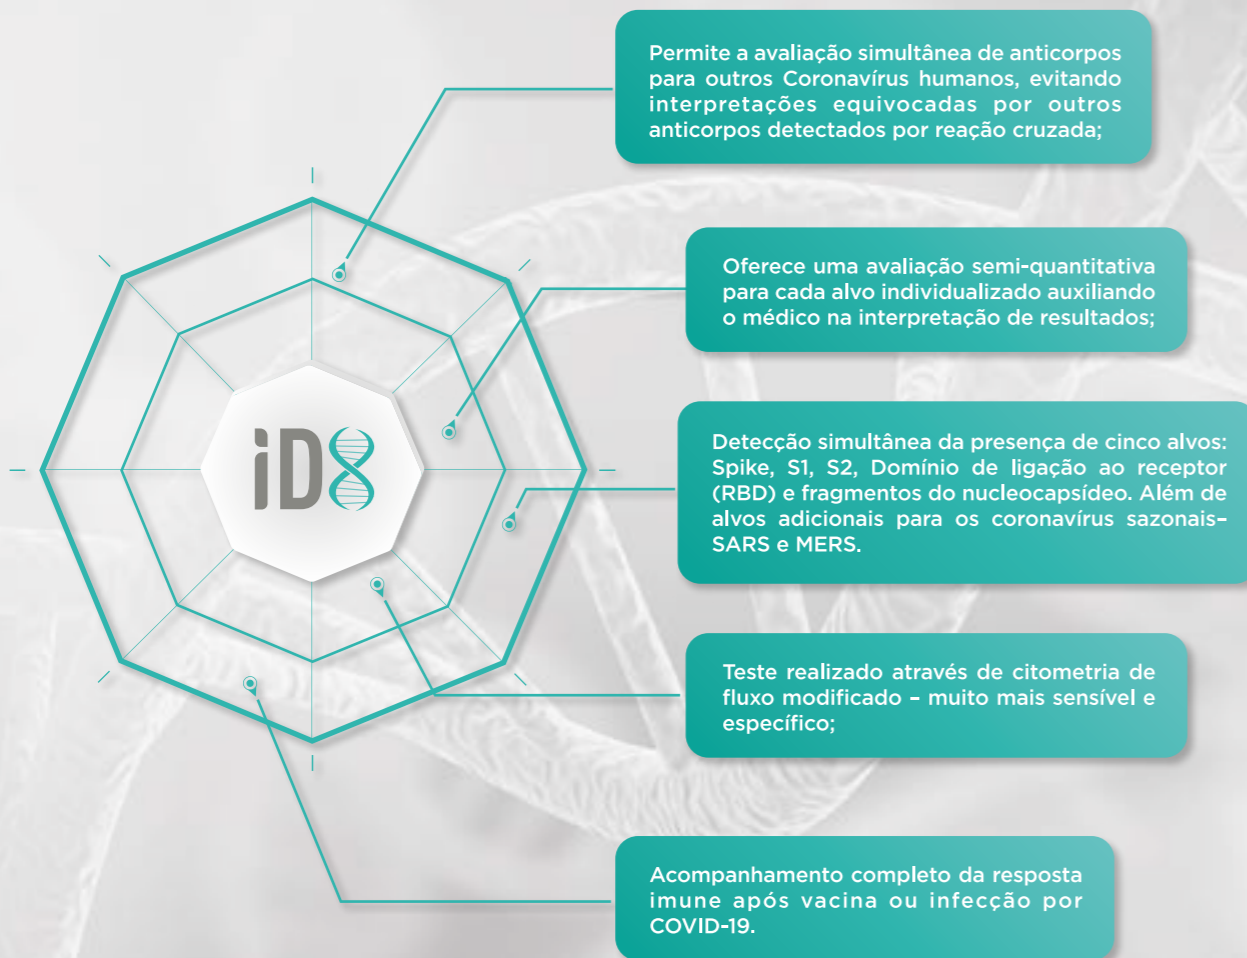 Permite a avaliação simultânea de anticorpos
para outros Coronavírus humanos, evitando
interpretações equivocadas por outros
anticorpos detectados por reação cruzada;
Oferece uma avaliação semi-quantitativa
para cada alvo individualizado auxiliando
o médico na interpretação de resultados;
Detecção simultânea da presença de cinco alvos:
Spike, S1, S2, Domínio de ligação ao receptor
(RBD) e fragmentos do nucleocapsídeo. Além de
alvos adicionais para os coronavírus sazonais–
SARS e MERS.
iD
Teste realizado através de citometria de
fluxo modificado – muito mais sensível e
específico;
Acompanhamento completo da resposta
imune após vacina ou infecção por
COVID-19.